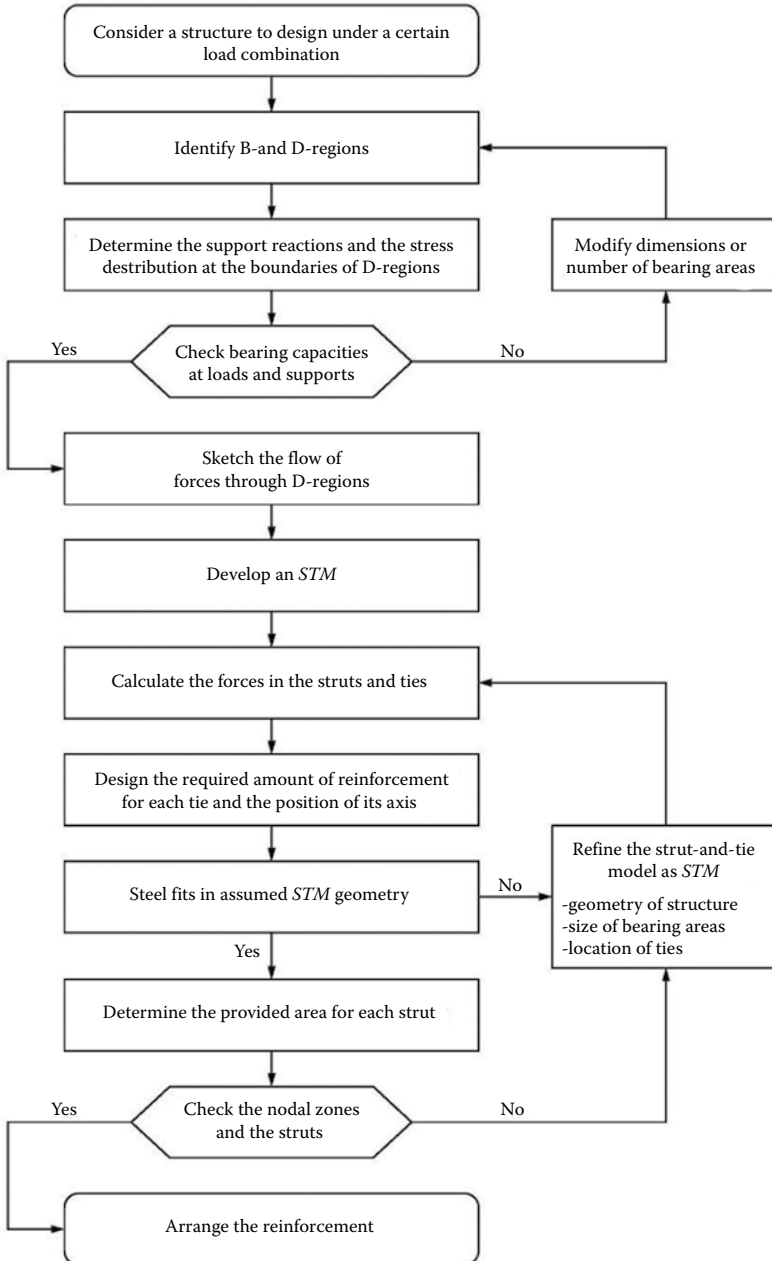 Consider a structure to design under a certain
load combination
Identify B-and D-regions
Determine the support reactions and the stress
destribution at the boundaries of D-regions
Modify dimensions or
number of bearing areas
Yes
Check bearing capacities
at loads and supports
No
Sketch the flow of
forces through D-regions
Develop an STM
Calculate the forces in the struts and ties
Design the required amount of reinforcement
for each tie and the position of its axis
Steel fits in assumed STM geometry
No
Refine the strut-and-tie
model as STM
-geometry of structure
-size of bearing areas
-location of ties
Yes
Determine the provided area for each strut
Yes
Check the nodal zones
and the struts
No
Arrange the reinforcement